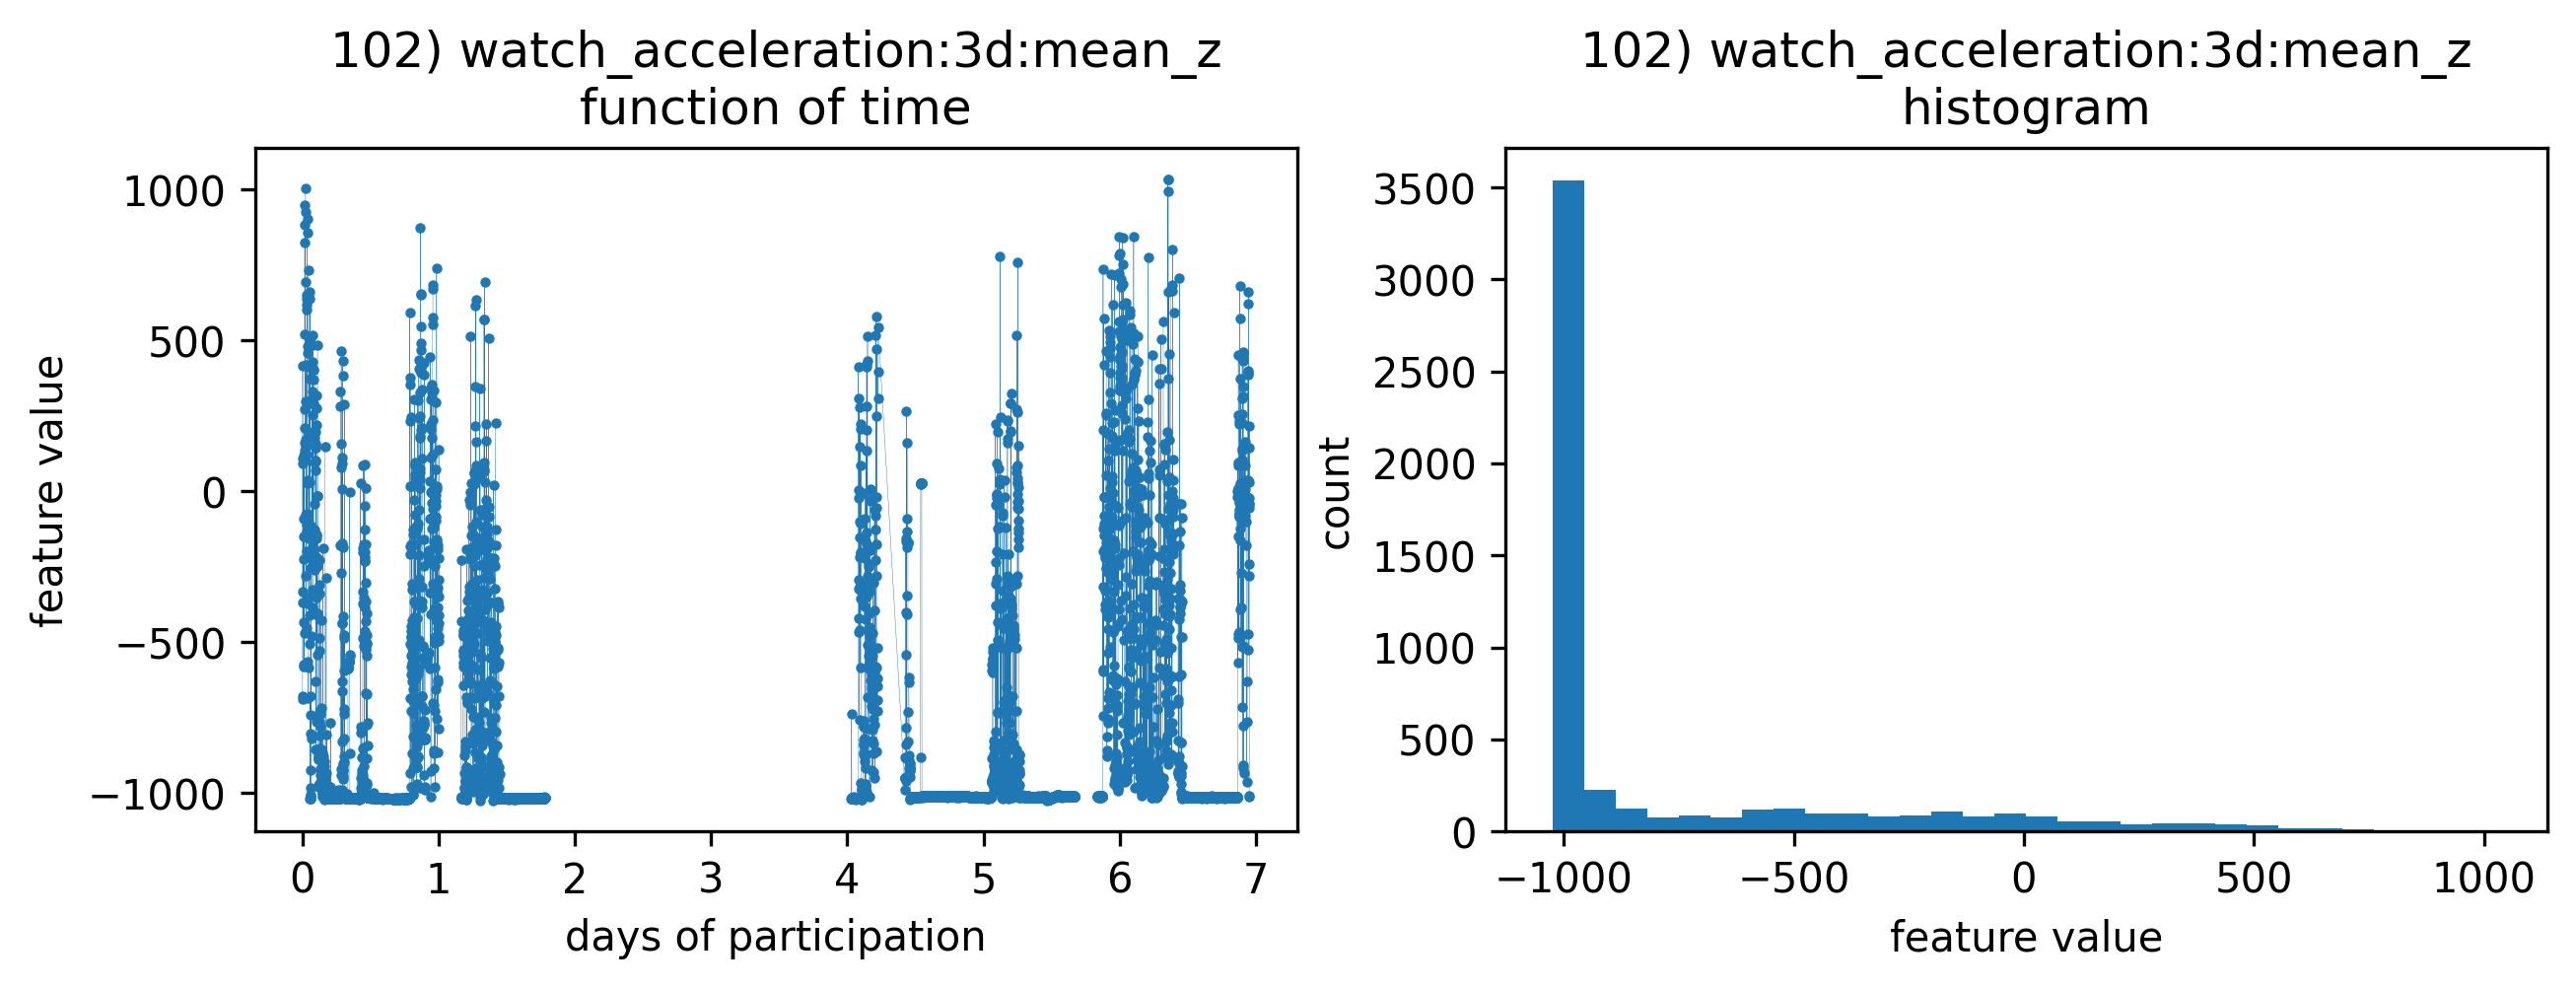 102) watch_acceleration:3d:mean_z
function of time
1000
500
0
−500
−1000
feature value
0 1 2 3 4 5 6 7
days of participation
102) watch_acceleration:3d:mean_z
histogram
3500
3000
2500
2000
1500
1000
500
0
count
−1000 −500 0 500 1000
feature value